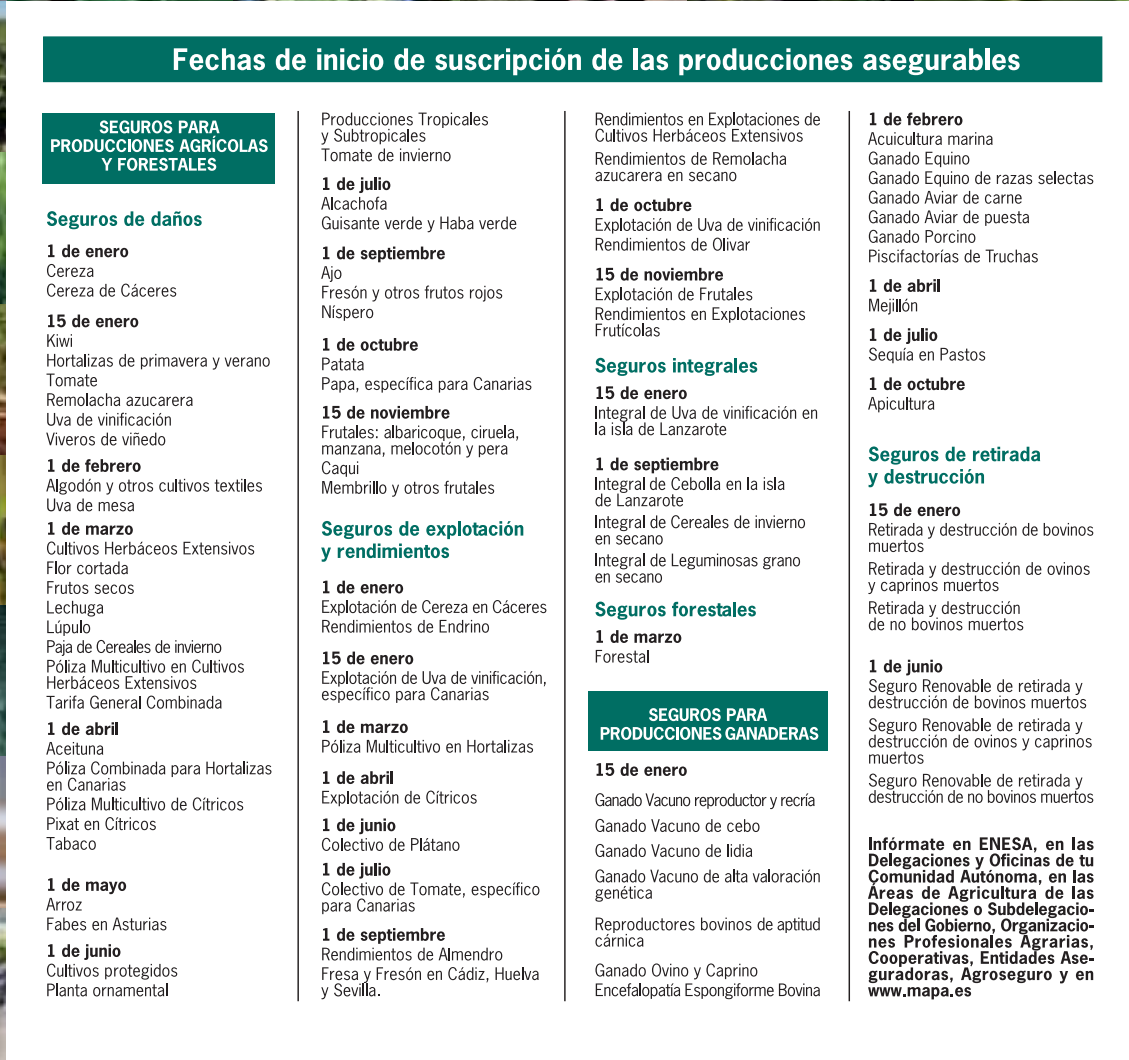 Fechas de inicio de suscripción de las producciones asegurables
SEGUROS PARA
PRODUCCIONES AGRÍCOLAS
Y FORESTALES
Seguros de daños
1 de enero
Cereza
Cereza de Cáceres
15 de enero
Kiwi
Hortalizas de primavera y verano
Tomate
Remolacha azucarera
Uva de vinificación
Viveros de viñedo
1 de febrero
Algodón y otros cultivos textiles
Uva de mesa
1 de marzo
Cultivos Herbáceos Extensivos
Flor cortada
Frutos secos
Lechuga
Lúpulo
Paja de Cereales de invierno
Póliza Multicultivo en Cultivos
Herbáceos Extensivos
Tarifa General Combinada
1 de abril
Aceituna
Póliza Combinada para Hortalizas
en Canarias
Póliza Multicultivo de Cítricos
Pixat en Cítricos
Tabaco
1 de mayo
Arroz
Fabes en Asturias
1 de junio
Cultivos protegidos
Planta ornamental
Producciones Tropicales
y Subtropicales
Tomate de invierno
1 de julio
Alcachofa
Guisante verde y Haba verde
1 de septiembre
Ajo
Fresón y otros frutos rojos
Níspero
1 de octubre
Patata
Papa, específica para Canarias
15 de noviembre
Frutales: albaricoque, ciruela,
manzana, melocotón y pera
Caqui
Membrillo y otros frutales
Seguros de explotación
y rendimientos
1 de enero
Explotación de Cereza en Cáceres
Rendimientos de Endrino
15 de enero
Explotación de Uva de vinificación,
específico para Canarias
1 de marzo
Póliza Multicultivo en Hortalizas
1 de abril
Explotación de Cítricos
1 de junio
Colectivo de Plátano
1 de julio
Colectivo de Tomate, específico
para Canarias
1 de septiembre
Rendimientos de Almendro
Fresa y Fresón en Cádiz, Huelva
y Sevilla.
Rendimientos en Explotaciones de
Cultivos Herbáceos Extensivos
Rendimientos de Remolacha
azucarera en secano
1 de octubre
Explotación de Uva de vinificación
Rendimientos de Olivar
15 de noviembre
Explotación de Frutales
Rendimientos en Explotaciones
Frutícolas
Seguros integrales
15 de enero
Integral de Uva de vinificación en
la isla de Lanzarote
1 de septiembre
Integral de Cebolla en la isla
de Lanzarote
Integral de Cereales de invierno
en secano
Integral de Leguminosas grano
en secano
Seguros forestales
1 de marzo
Forestal
SEGUROS PARA
PRODUCCIONES GANADERAS
15 de enero
Ganado Vacuno reproductor y recría
Ganado Vacuno de cebo
Ganado Vacuno de lidia
Ganado Vacuno de alta valoración
genética
Reproductores bovinos de aptitud
cárnica
Ganado Ovino y Caprino
Encefalopatía Espongiforme Bovina
1 de febrero
Acuicultura marina
Ganado Equino
Ganado Equino de razas selectas
Ganado Aviar de carne
Ganado Aviar de puesta
Ganado Porcino
Piscifactorías de Truchas
1 de abril
Mejillón
1 de julio
Sequía en Pastos
1 de octubre
Apicultura
Seguros de retirada
y destrucción
15 de enero
Retirada y destrucción de bovinos
muertos
Retirada y destrucción de ovinos
y caprinos muertos
Retirada y destrucción
de no bovinos muertos
1 de junio
Seguro Renovable de retirada y
destrucción de bovinos muertos
Seguro Renovable de retirada y
destrucción de ovinos y caprinos
muertos
Seguro Renovable de retirada y
destrucción de no bovinos muertos
Infórmate en ENESA, en las
Delegaciones y Oficinas de tu
Comunidad Autónoma, en las
Áreas de Agricultura de las
Delegaciones o Subdelegacio-
nes del Gobierno, Organizacio-
nes Profesionales Agrarias,
Cooperativas, Entidades Ase-
guradoras, Agroseguro y en
www.mapa.es